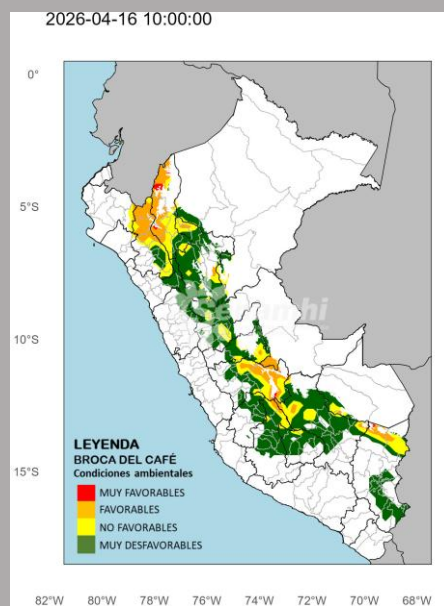 2026-04-16 10:00:00
0°
5°S
10°S
15°S
Senamhi
LEYENDA
BROCA DEL CAFÉ
Condiciones ambientales
MUY FAVORABLES
FAVORABLES
NO FAVORABLES
MUY DESFAVORABLES
82°W 80°W 78°W 76°W 74°W 72°W 70°W 68°W